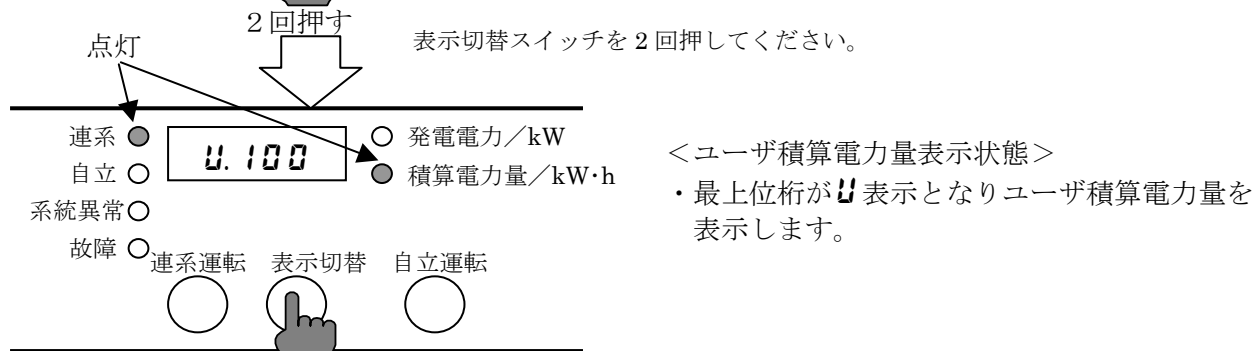 2回押す
表示切替スイッチを2回押してください。
点灯
連系
U.100
発電電力／kW
自立
積算電力量／kW･h
系統異常
故障
連系運転 表示切替 自立運転
＜ユーザ積算電力量表示状態＞
・最上位桁がU表示となりユーザ積算電力量を
表示します。